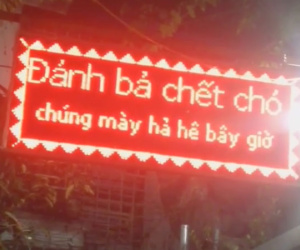 Đánh bả chết chó
chúng mày hả hê bây giờ